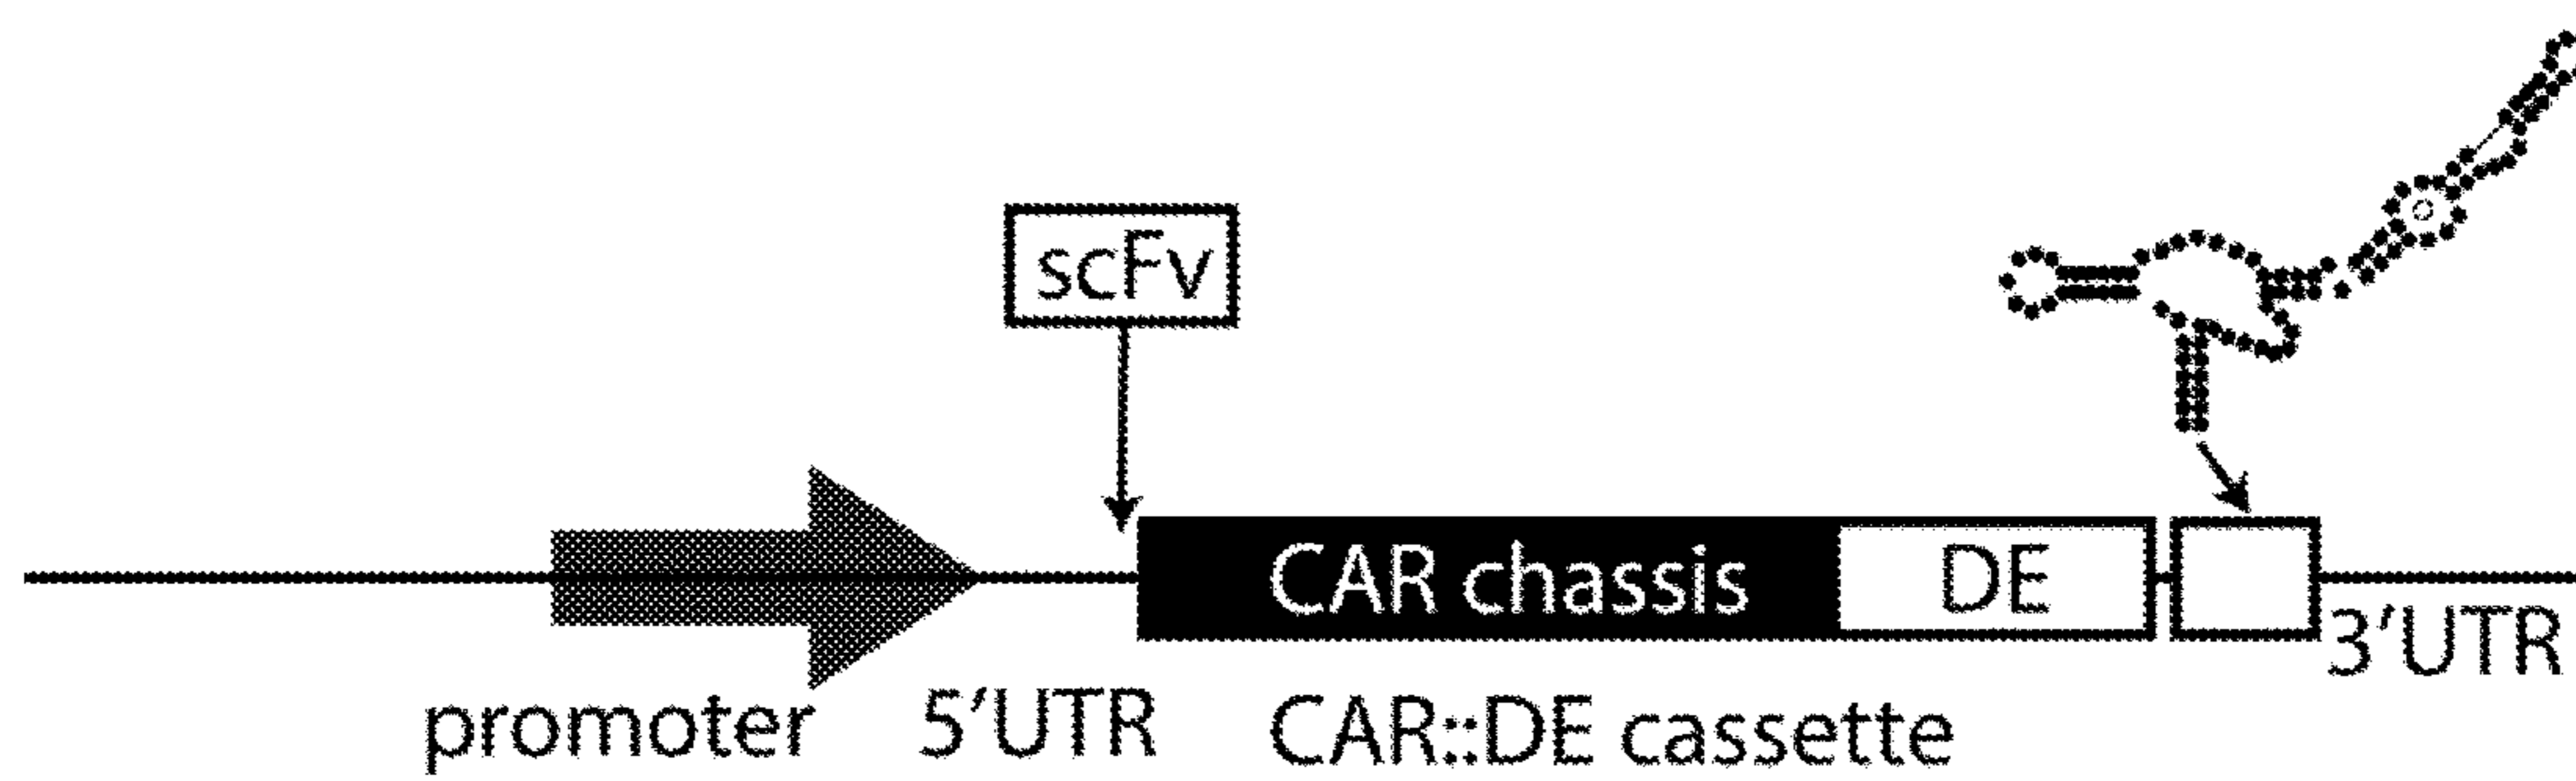 scFv
CAR chassis
DE
3'UTR
promoter
5'UTR
CAR::DE cassette